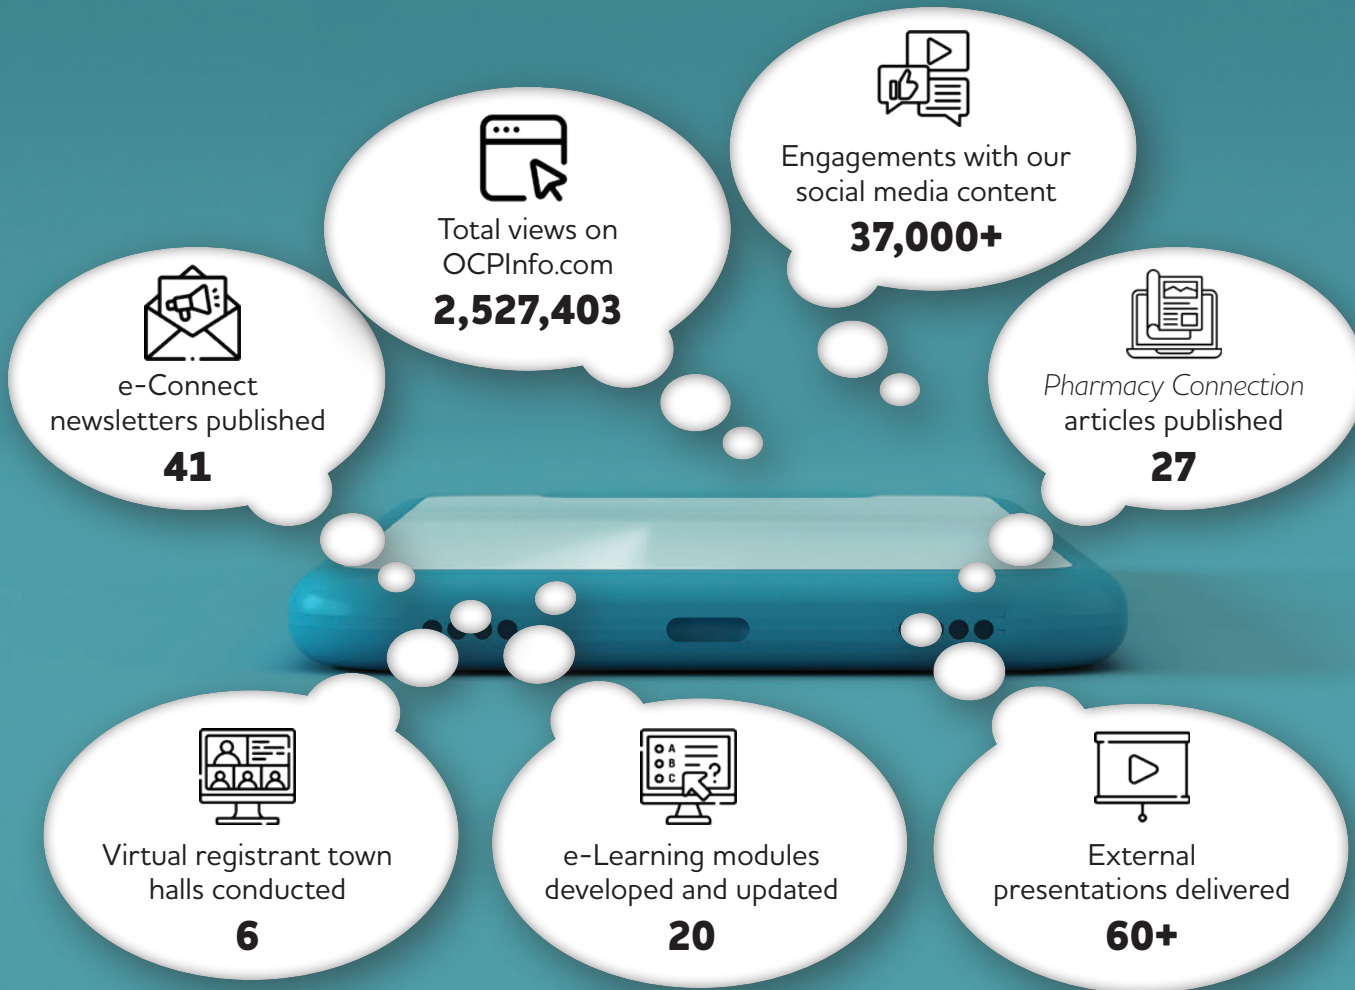 Engagements with our
social media content
37,000+
Total views on
OCPInfo.com
2,527,403
e-Connect
newsletters published
41
Pharmacy Connection
articles published
27
Virtual registrant town
halls conducted
6
A
B
C
?
e-Learning modules
developed and updated
20
External
presentations delivered
60+